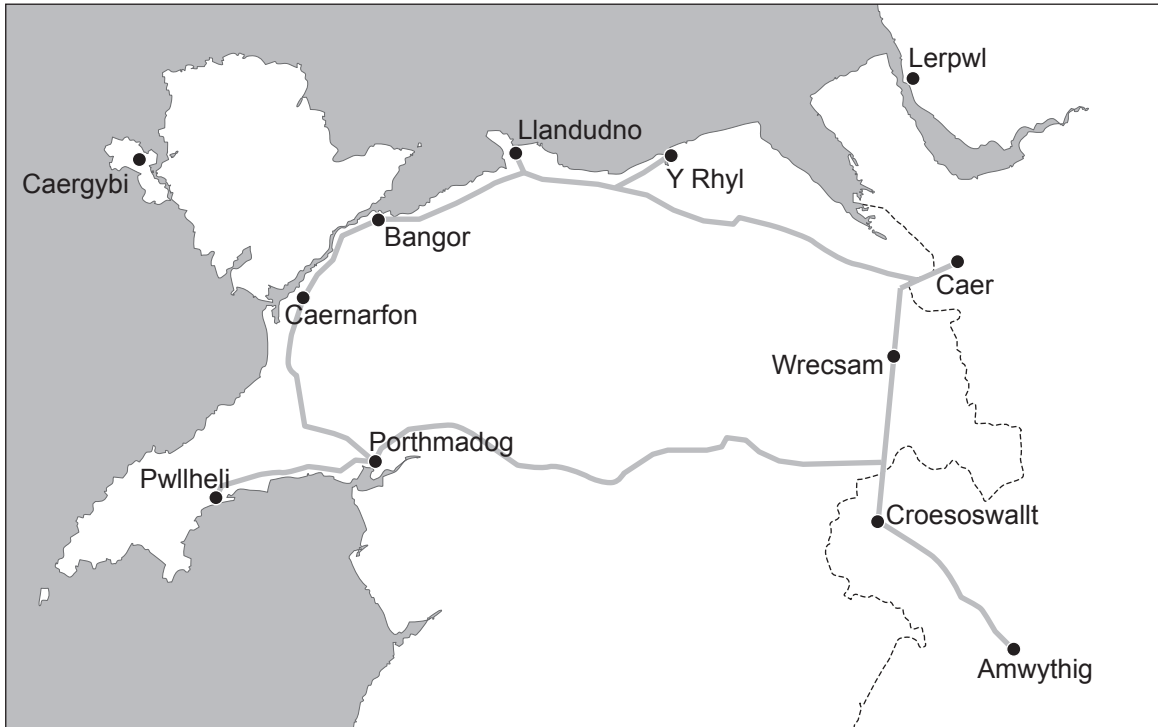 Lerpwl
Llandudno
Caergybi
Y Rhyl
Bangor
Caer
Caernarfon
Wrecsam
Porthmadog
Pwllheli
Croesoswallt
Amwythig